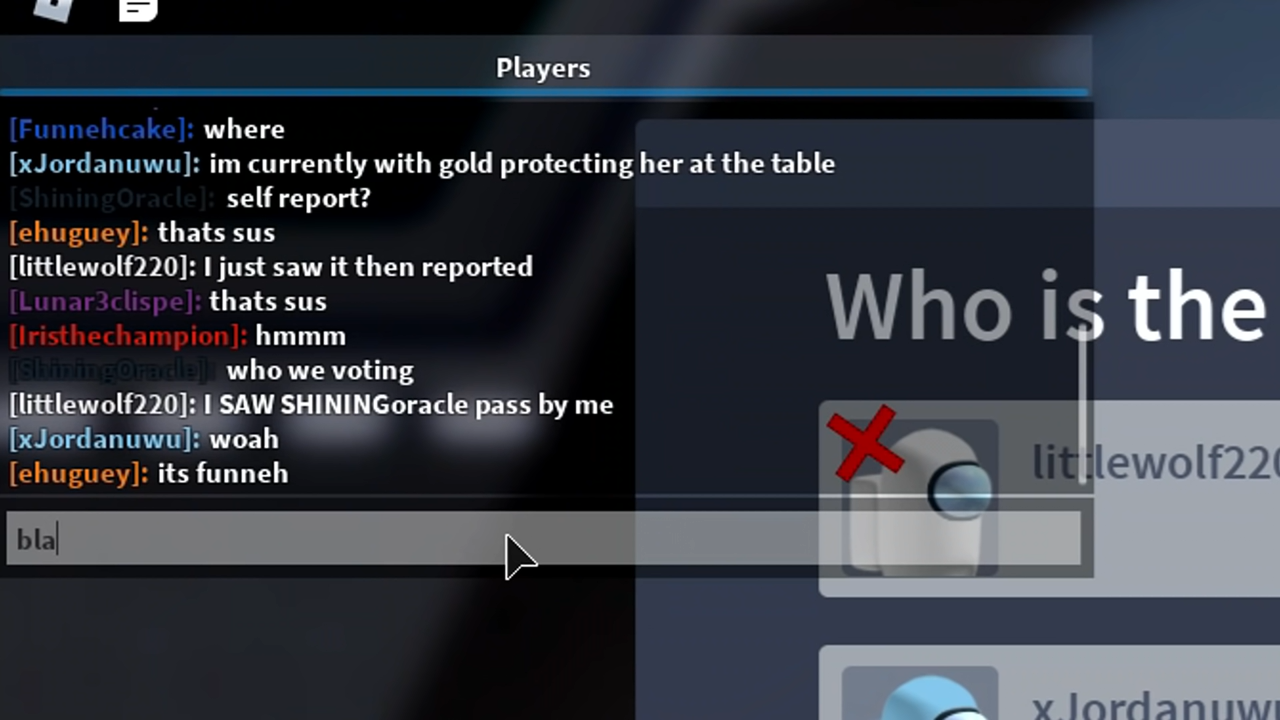 Players
[Funnehcake]: where
[xJordanuwu]: im currently with gold protecting her at the table
[ShiningOracle]: self report?
[ehuguey]: thats sus
[littlewolf220]: I just saw it then reported
[Lunar3clispe]: thats sus
[Iristhechampion]: hmmm
[ShiningOracle]: who we voting
[littlewolf220]: I SAW SHININGoracle pass by me
[xJordanuwu]: woah
[ehuguey]: its funneh
bla
Who is the
littlewolf220
xJordanuwu